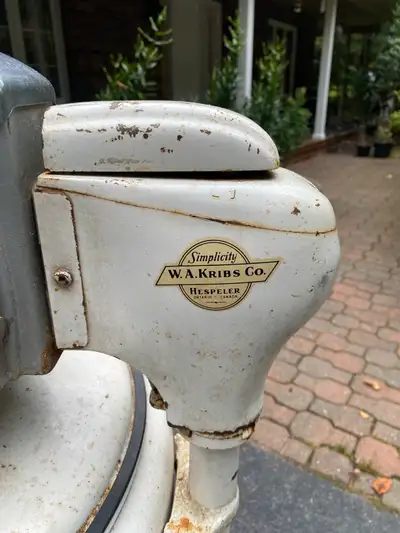 Simplicity
W.A. KRIBS CO.
HESPELER
ONTARIO CANADA